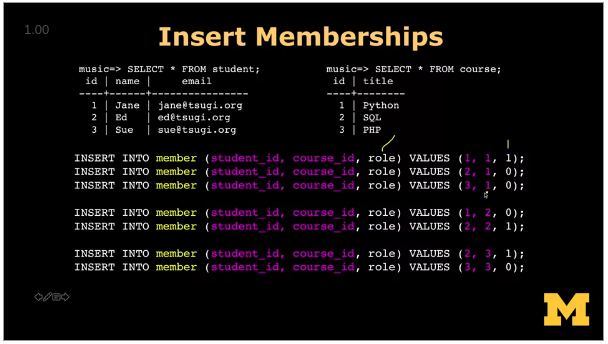 1.00
Insert Memberships
music=> SELECT * FROM student;
id | name | email
----+------+----------------
1 | Jane | jane@tsugi.org
2 | Ed | ed@tsugi.org
3 | Sue | sue@tsugi.org
music=> SELECT * FROM course;
id | title
----+--------
1 | Python
2 | SQL
3 | PHP
INSERT INTO member (student_id, course_id, role) VALUES (1, 1, 1);
INSERT INTO member (student_id, course_id, role) VALUES (2, 1, 0);
INSERT INTO member (student_id, course_id, role) VALUES (3, 1, 0);
INSERT INTO member (student_id, course_id, role) VALUES (1, 2, 0);
INSERT INTO member (student_id, course_id, role) VALUES (2, 2, 1);
INSERT INTO member (student_id, course_id, role) VALUES (2, 3, 1);
INSERT INTO member (student_id, course_id, role) VALUES (3, 3, 0);
M